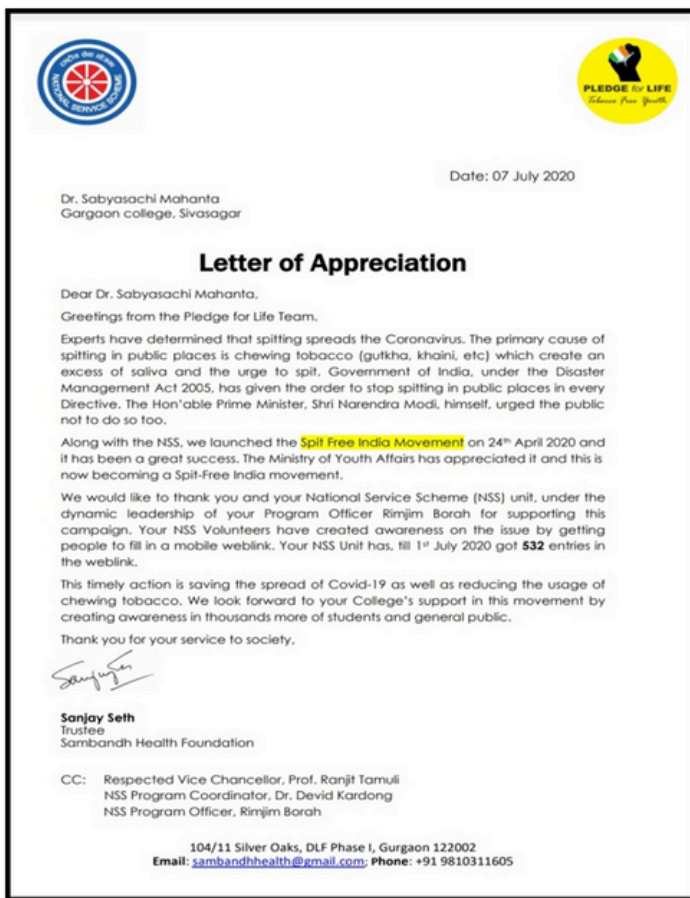 राष्ट्रीय सेवा योजना
NATIONAL SERVICE SCHEME
PLEDGE for LIFE
Tobacco Free Youth
Date: 07 July 2020
Dr. Sabyasachi Mahanta
Gargaon college, Sivasagar
Letter of Appreciation
Dear Dr. Sabyasachi Mahanta,
Greetings from the Pledge for Life Team.
Experts have determined that spitting spreads the Coronavirus. The primary cause of
spitting in public places is chewing tobacco (gutkha, khaini, etc) which create an
excess of saliva and the urge to spit. Government of India, under the Disaster
Management Act 2005, has given the order to stop spitting in public places in every
Directive. The Hon'able Prime Minister, Shri Narendra Modi, himself, urged the public
not to do so too.
Along with the NSS, we launched the Spit Free India Movement on 24th April 2020 and
it has been a great success. The Ministry of Youth Affairs has appreciated it and this is
now becoming a Spit-Free India movement.
We would like to thank you and your National Service Scheme (NSS) unit, under the
dynamic leadership of your Program Officer Rimjim Borah for supporting this
campaign. Your NSS Volunteers have created awareness on the issue by getting
people to fill in a mobile weblink. Your NSS Unit has, till 1st July 2020 got 532 entries in
the weblink.
This timely action is saving the spread of Covid-19 as well as reducing the usage of
chewing tobacco. We look forward to your College's support in this movement by
creating awareness in thousands more of students and general public.
Thank you for your service to society,
Sanjay Seth
Trustee
Sambandh Health Foundation
CC: Respected Vice Chancellor, Prof. Ranjit Tamuli
NSS Program Coordinator, Dr. Devid Kardong
NSS Program Officer, Rimjim Borah
104/11 Silver Oaks, DLF Phase I, Gurgaon 122002
Email: sambandhhealth@gmail.com; Phone: +91 9810311605